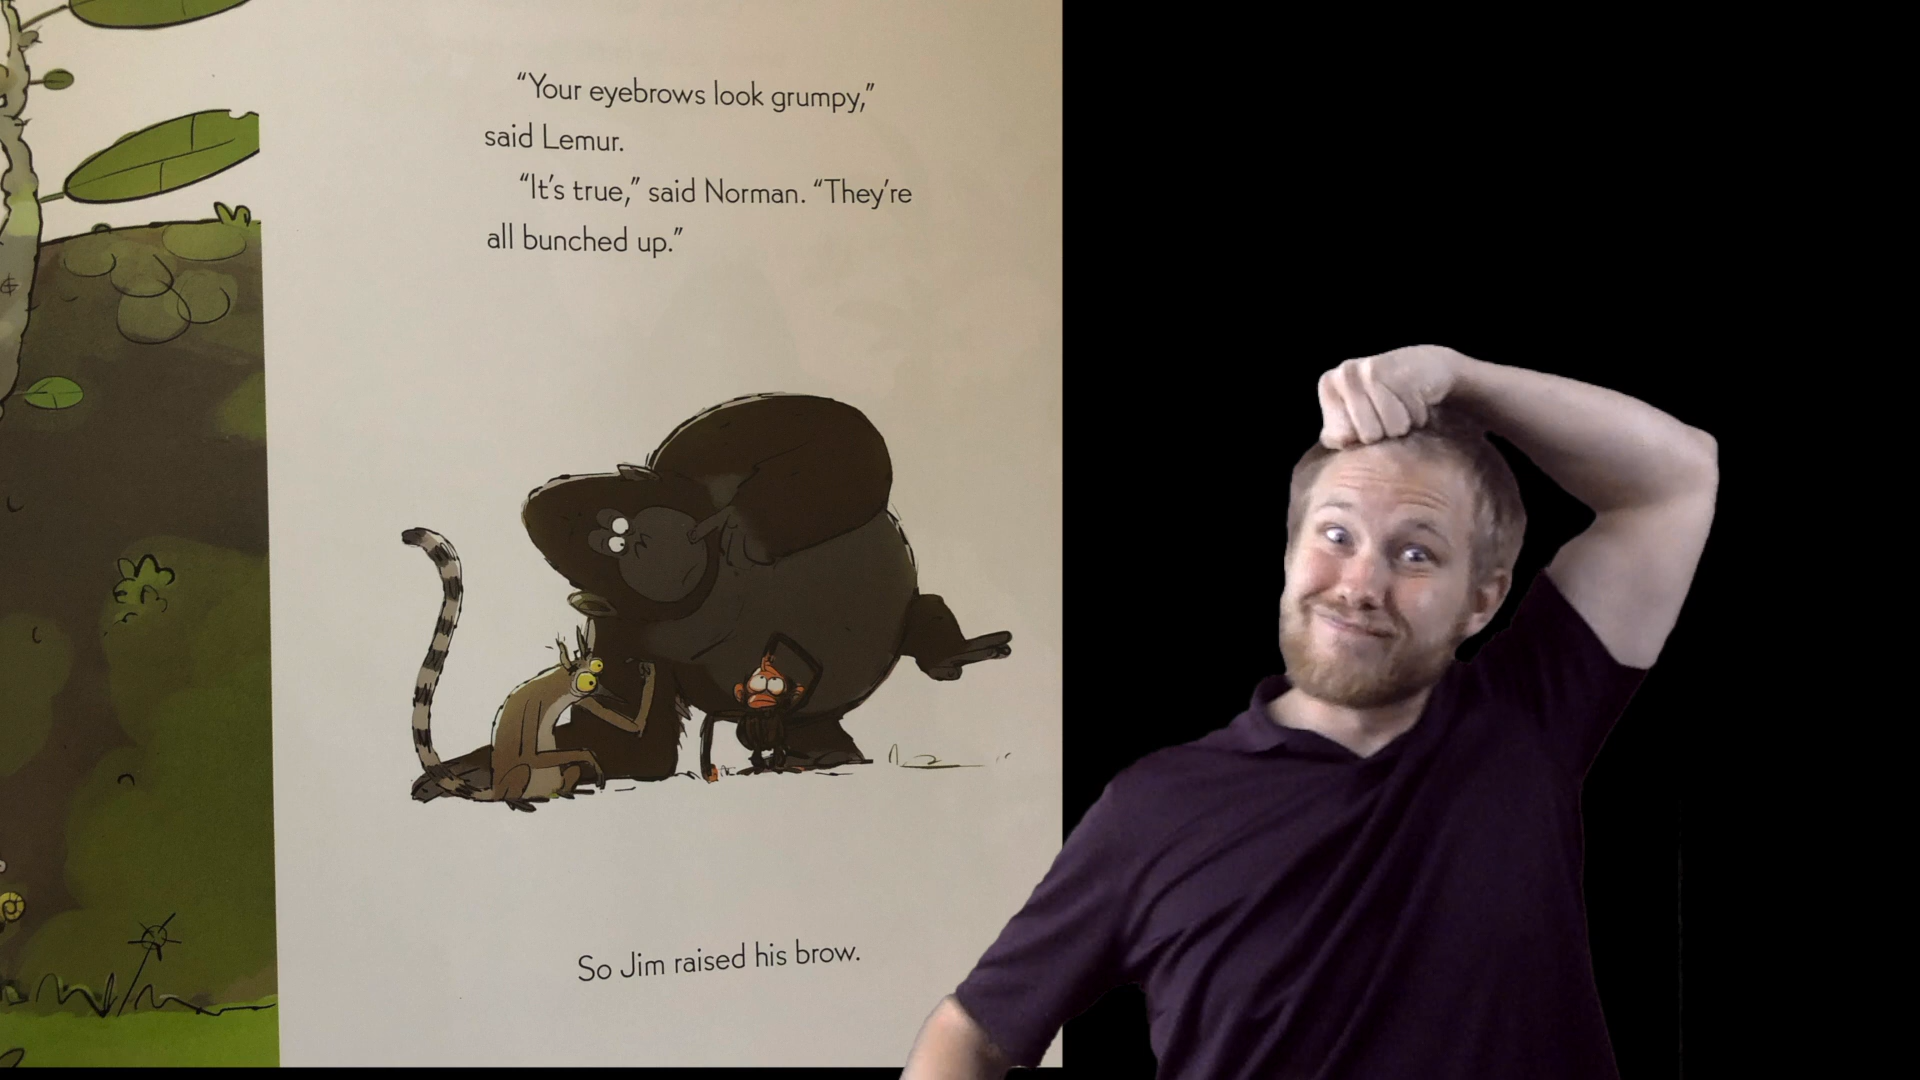 “Your eyebrows look grumpy,”
said Lemur.
“It’s true,” said Norman. “They’re
all bunched up.”
So Jim raised his brow.